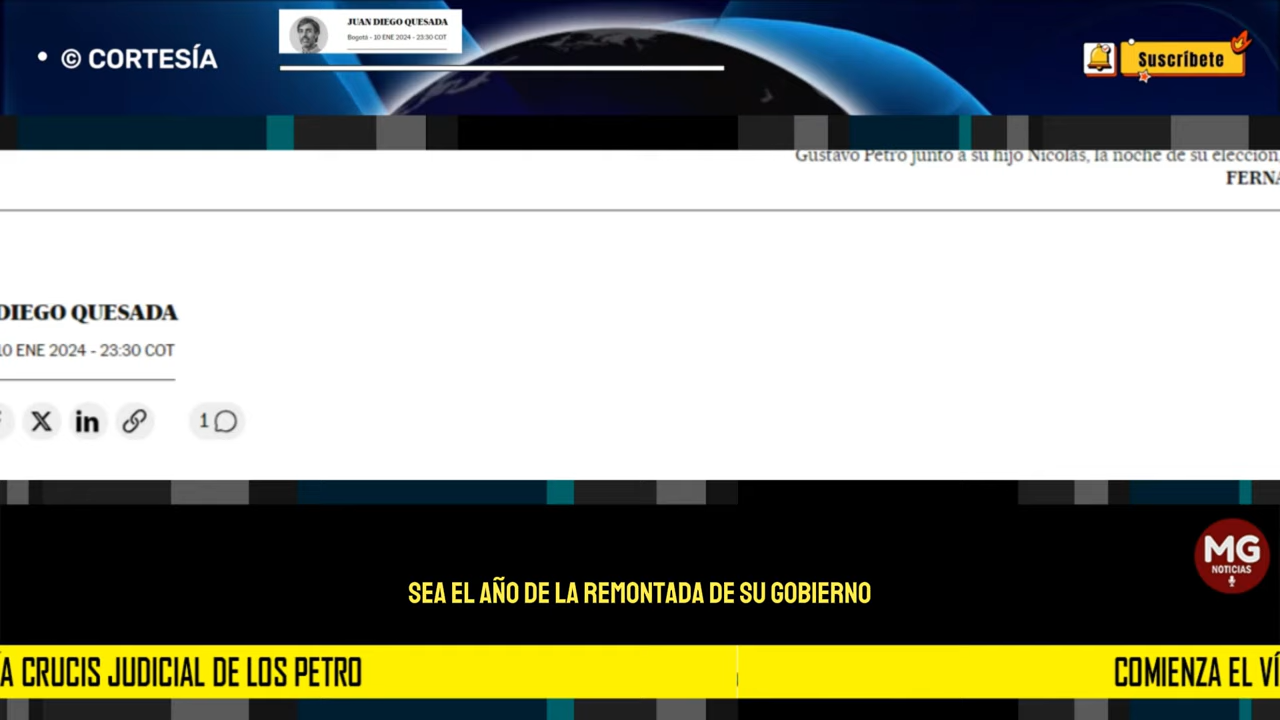 • © CORTESÍA
JUAN DIEGO QUESADA
Bogotá - 10 ENE 2024 - 23:30 COT
Suscríbete
Gustavo Petro junto a su hijo Nicolás, la noche de su elección,
FERNA
DIEGO QUESADA
10 ENE 2024 - 23:30 COT
X in 1
MG
NOTICIAS
SEA EL AÑO DE LA REMONTADA DE SU GOBIERNO
ÍA CRUCIS JUDICIAL DE LOS PETRO
COMIENZA EL VÍ